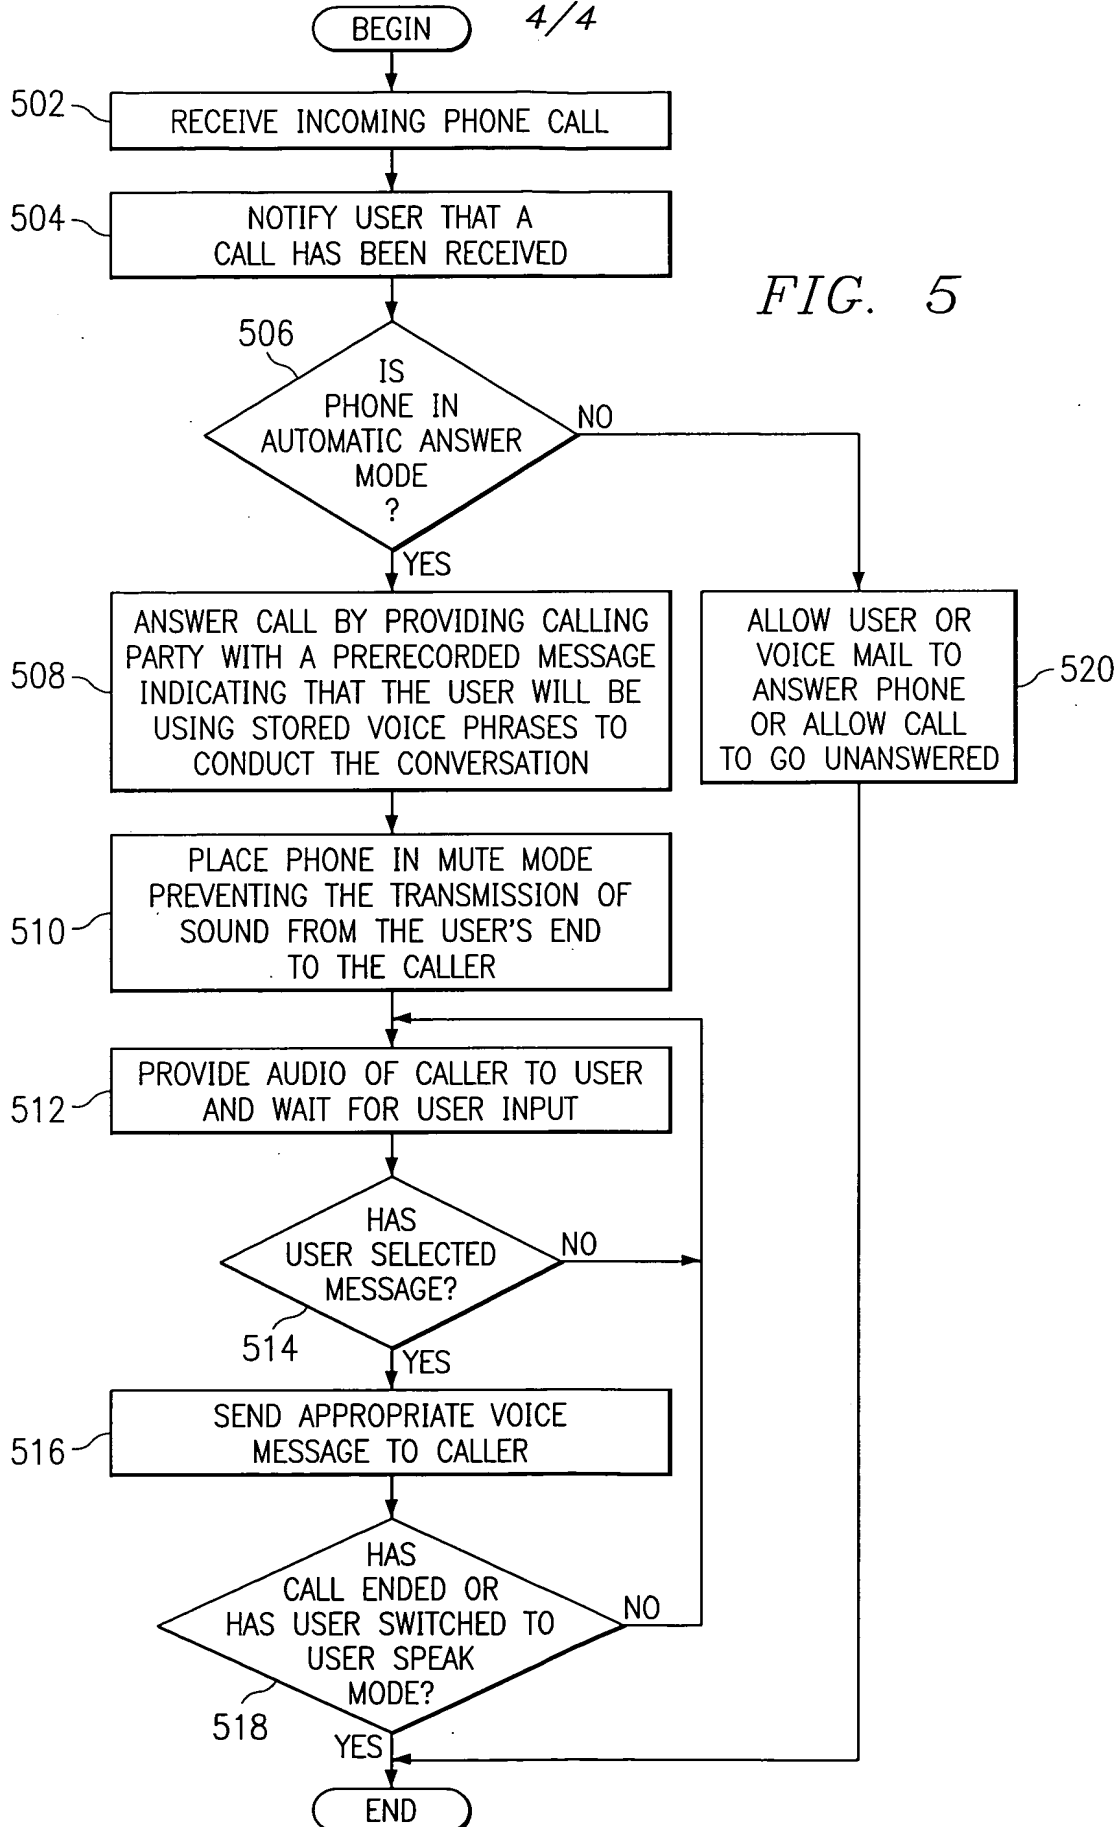 BEGIN
4/4
502
RECEIVE INCOMING PHONE CALL
504
NOTIFY USER THAT A
CALL HAS BEEN RECEIVED
FIG. 5
506
IS
PHONE IN
AUTOMATIC ANSWER
MODE
?
NO
YES
508
ANSWER CALL BY PROVIDING CALLING
PARTY WITH A PRERECORDED MESSAGE
INDICATING THAT THE USER WILL BE
USING STORED VOICE PHRASES TO
CONDUCT THE CONVERSATION
ALLOW USER OR
VOICE MAIL TO
ANSWER PHONE
OR ALLOW CALL
TO GO UNANSWERED
520
510
PLACE PHONE IN MUTE MODE
PREVENTING THE TRANSMISSION OF
SOUND FROM THE USER'S END
TO THE CALLER
512
PROVIDE AUDIO OF CALLER TO USER
AND WAIT FOR USER INPUT
HAS
USER SELECTED
MESSAGE?
NO
514
YES
516
SEND APPROPRIATE VOICE
MESSAGE TO CALLER
HAS
CALL ENDED OR
HAS USER SWITCHED TO
USER SPEAK
MODE?
NO
518
YES
END